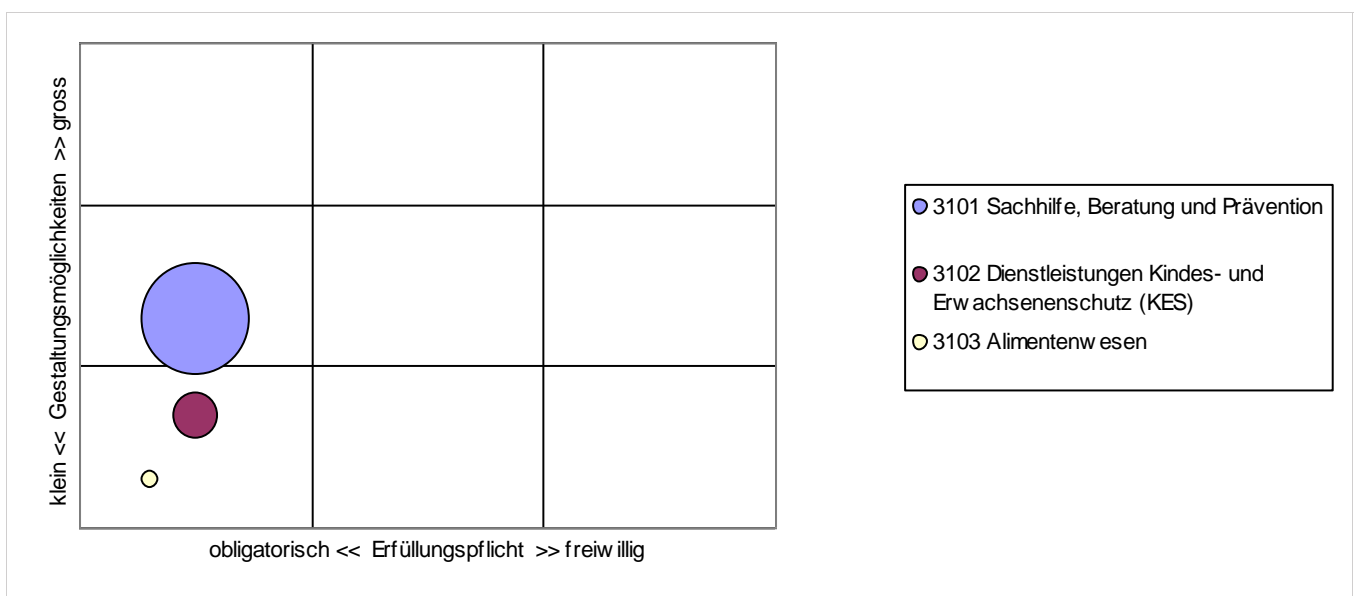 klein << Gestaltungsmöglichkeiten >> gross
obligatorisch << Erfüllungspflicht >> freiwillig
3101 Sachhilfe, Beratung und Prävention
3102 Dienstleistungen Kindes- und
Erwachsenenschutz (KES)
3103 Alimentenwesen